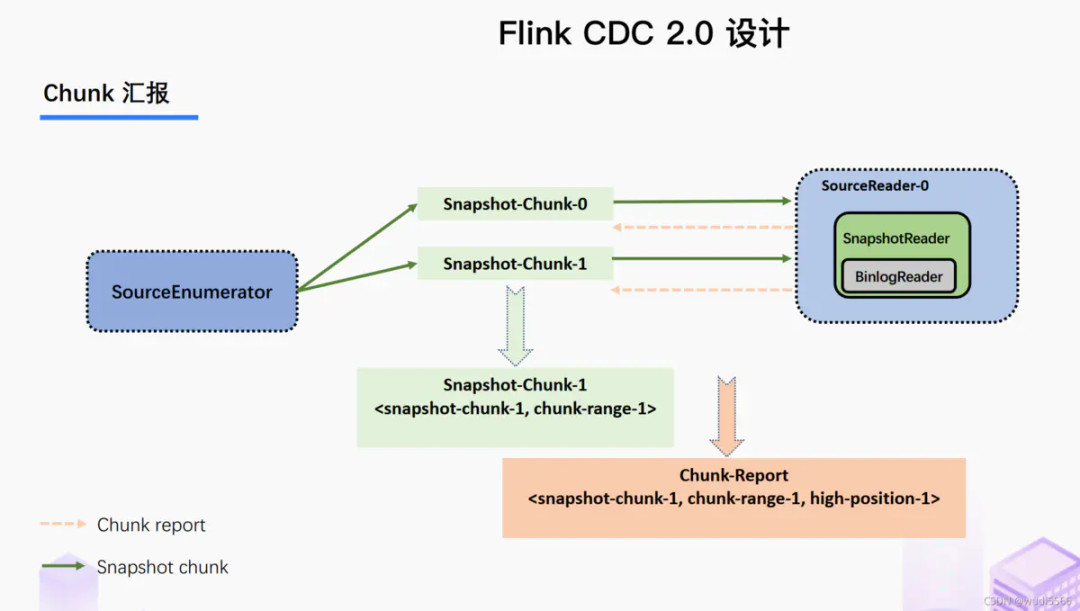 Flink CDC 2.0 设计
Chunk 汇报
Snapshot-Chunk-0
SourceReader-0
SnapshotReader
BinlogReader
Snapshot-Chunk-1
SourceEnumerator
Snapshot-Chunk-1
<snapshot-chunk-1, chunk-range-1>
Chunk-Report
<snapshot-chunk-1, chunk-range-1, high-position-1>
Chunk report
Snapshot chunk
CSDN @wudl5566